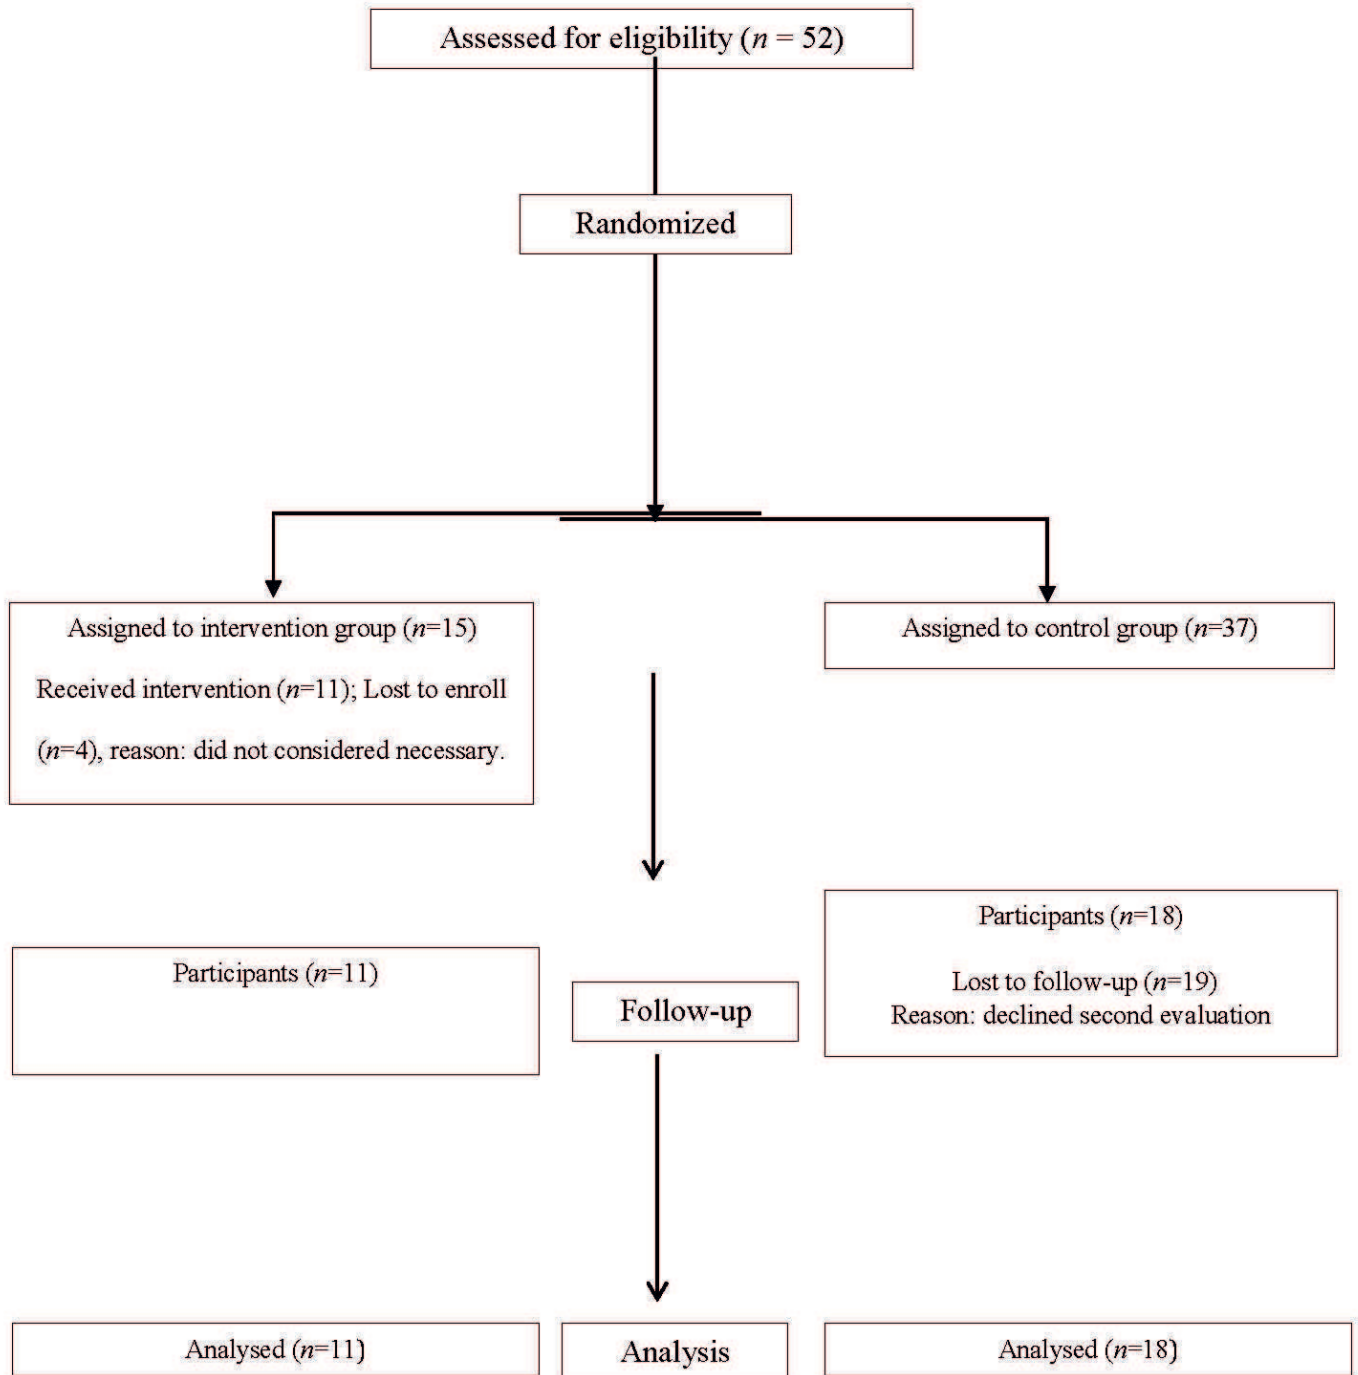 Assessed for eligibility (n = 52)
Randomized
Assigned to intervention group (n=15)
Received intervention (n=11); Lost to enroll
(n=4), reason: did not considered necessary.
Assigned to control group (n=37)
Participants (n=11)
Follow-up
Participants (n=18)
Lost to follow-up (n=19)
Reason: declined second evaluation
Analysed (n=11)
Analysis
Analysed (n=18)